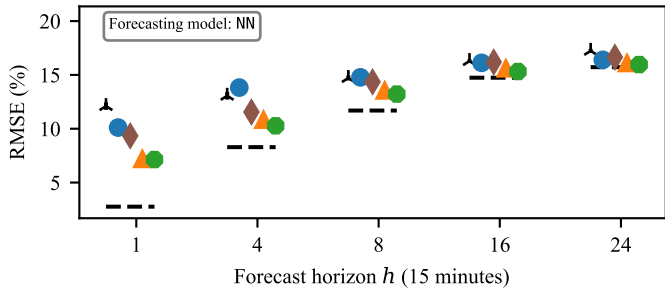 20
Forecasting model: NN
15
10
5
RMSE (%)
1 4 8 16 24
Forecast horizon h (15 minutes)